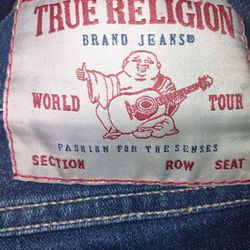 TRUE RELIGION
BRAND JEANS®
WORLD TOUR
FASHION FOR THE SENSES
SECTION ROW SEAT